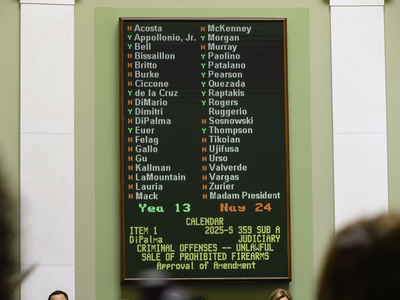 N Acosta N McKenney
Y Appollonio, Jr. Y Morgan
Y Bell N Murray
N Bissaillon Y Paolino
N Britto Y Patalano
N Burke Y Pearson
N Ciccone Y Quezada
Y de la Cruz Y Raptakis
N DiMario Y Rogers
Y Dimitri Ruggerio
N DiPalma N Sosnowski
Y Euer Y Thompson
N Felag N Tikoian
N Gallo N Ujifusa
N Gu N Urso
N Kallman N Valverde
N LaMountain N Vargas
N Lauria N Zurier
N Mack N Madam President
Yea 13 Nay 24
CALENDAR
ITEM 1 2025-S 359 SUB A
DiPalma JUDICIARY
CRIMINAL OFFENSES -- UNLAWFUL
SALE OF PROHIBITED FIREARMS
Approval of Amendment